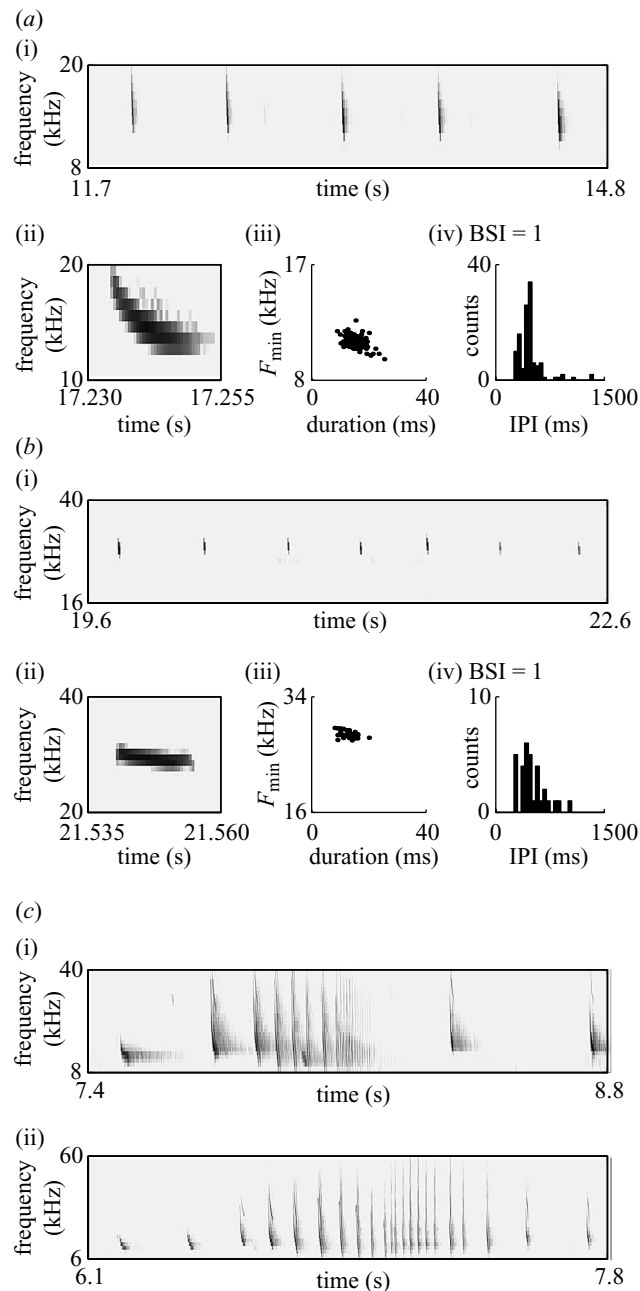 (a)
(i)
frequency (kHz)
20
8
11.7
time (s)
14.8
(ii)
frequency (kHz)
20
10
17.230
17.255
time (s)
(iii)
Fmin (kHz)
17
8
0
40
duration (ms)
(iv) BSI = 1
counts
40
0
0
1500
IPI (ms)
(b)
(i)
frequency (kHz)
40
16
19.6
time (s)
22.6
(ii)
frequency (kHz)
40
20
21.535
21.560
time (s)
(iii)
Fmin (kHz)
34
16
0
40
duration (ms)
(iv) BSI = 1
counts
10
0
0
1500
IPI (ms)
(c)
(i)
frequency (kHz)
40
8
7.4
time (s)
8.8
(ii)
frequency (kHz)
60
6
6.1
time (s)
7.8